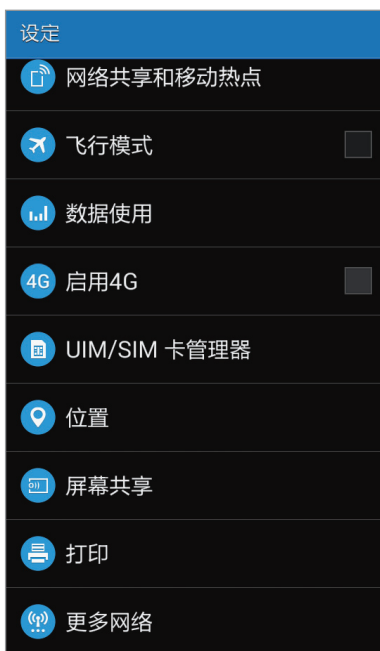 设定
网络共享和移动热点
飞行模式
数据使用
4G 启用4G
UIM/SIM 卡管理器
位置
屏幕共享
打印
更多网络